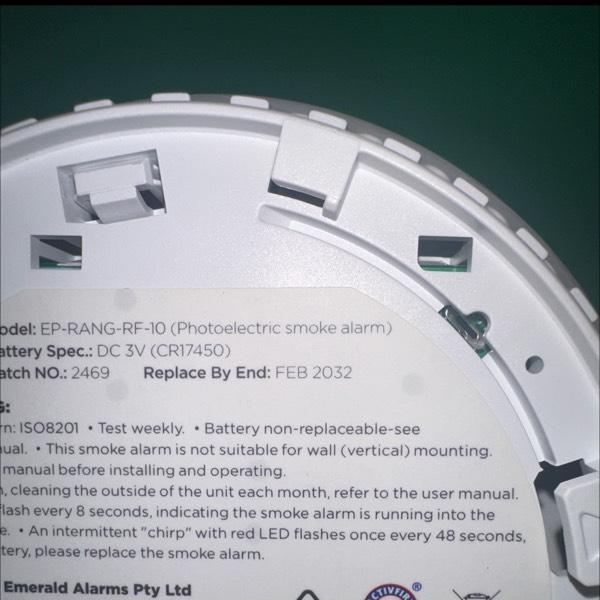 odel: EP-RANG-RF-10 (Photoelectric smoke alarm)
attery Spec.: DC 3V (CR17450)
atch NO.: 2469 Replace By End: FEB 2032
G:
rn: ISO8201 • Test weekly. • Battery non-replaceable-see
ual. • This smoke alarm is not suitable for wall (vertical) mounting.
manual before installing and operating.
n, cleaning the outside of the unit each month, refer to the user manual.
flash every 8 seconds, indicating the smoke alarm is running into the
e. • An intermittent "chirp" with red LED flashes once every 48 seconds,
tery, please replace the smoke alarm.
Emerald Alarms Pty Ltd
CTIVFIR ®